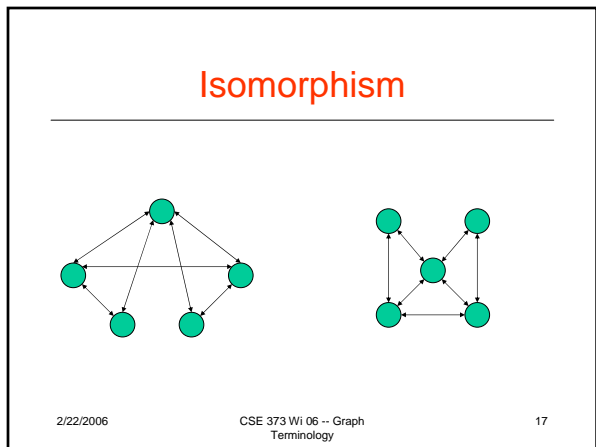 Isomorphism
2/22/2006
CSE 373 Wi 06 -- Graph
Terminology
17